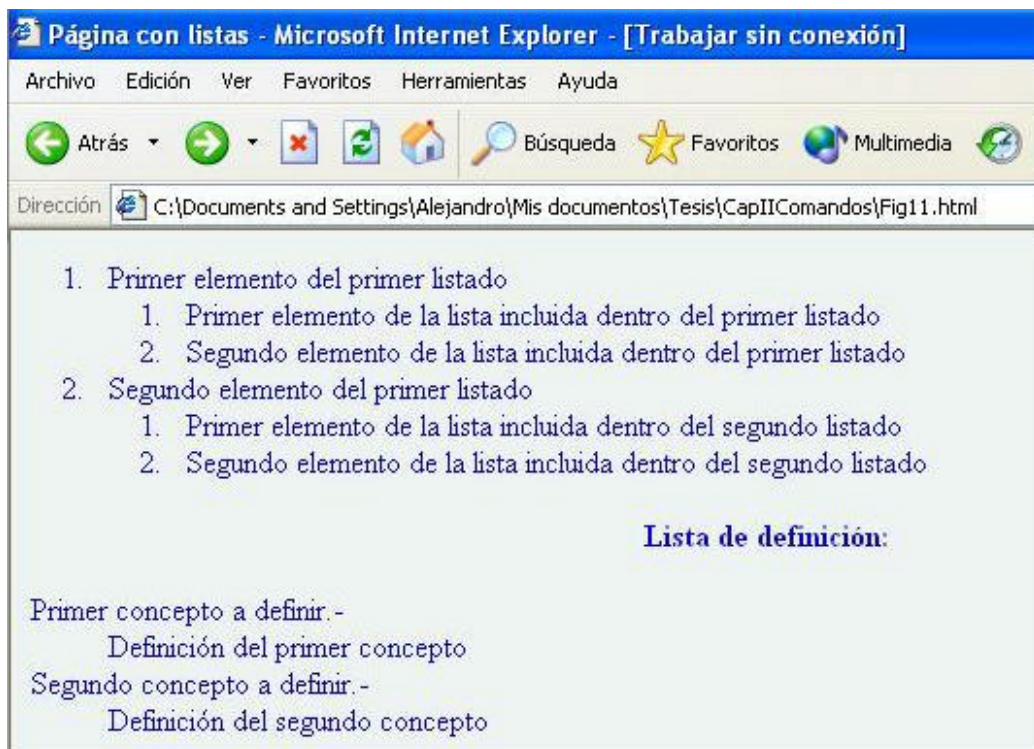 Página con listas - Microsoft Internet Explorer - [Trabajar sin conexión]
Archivo Edición Ver Favoritos Herramientas Ayuda
Atrás Búsqueda Favoritos Multimedia
Dirección C:\Documents and Settings\Alejandro\Mis documentos\Tesis\CapIIComandos\Fig11.html
1. Primer elemento del primer listado
1. Primer elemento de la lista incluida dentro del primer listado
2. Segundo elemento de la lista incluida dentro del primer listado
2. Segundo elemento del primer listado
1. Primer elemento de la lista incluida dentro del segundo listado
2. Segundo elemento de la lista incluida dentro del segundo listado
Lista de definición:
Primer concepto a definir.-
Definición del primer concepto
Segundo concepto a definir.-
Definición del segundo concepto